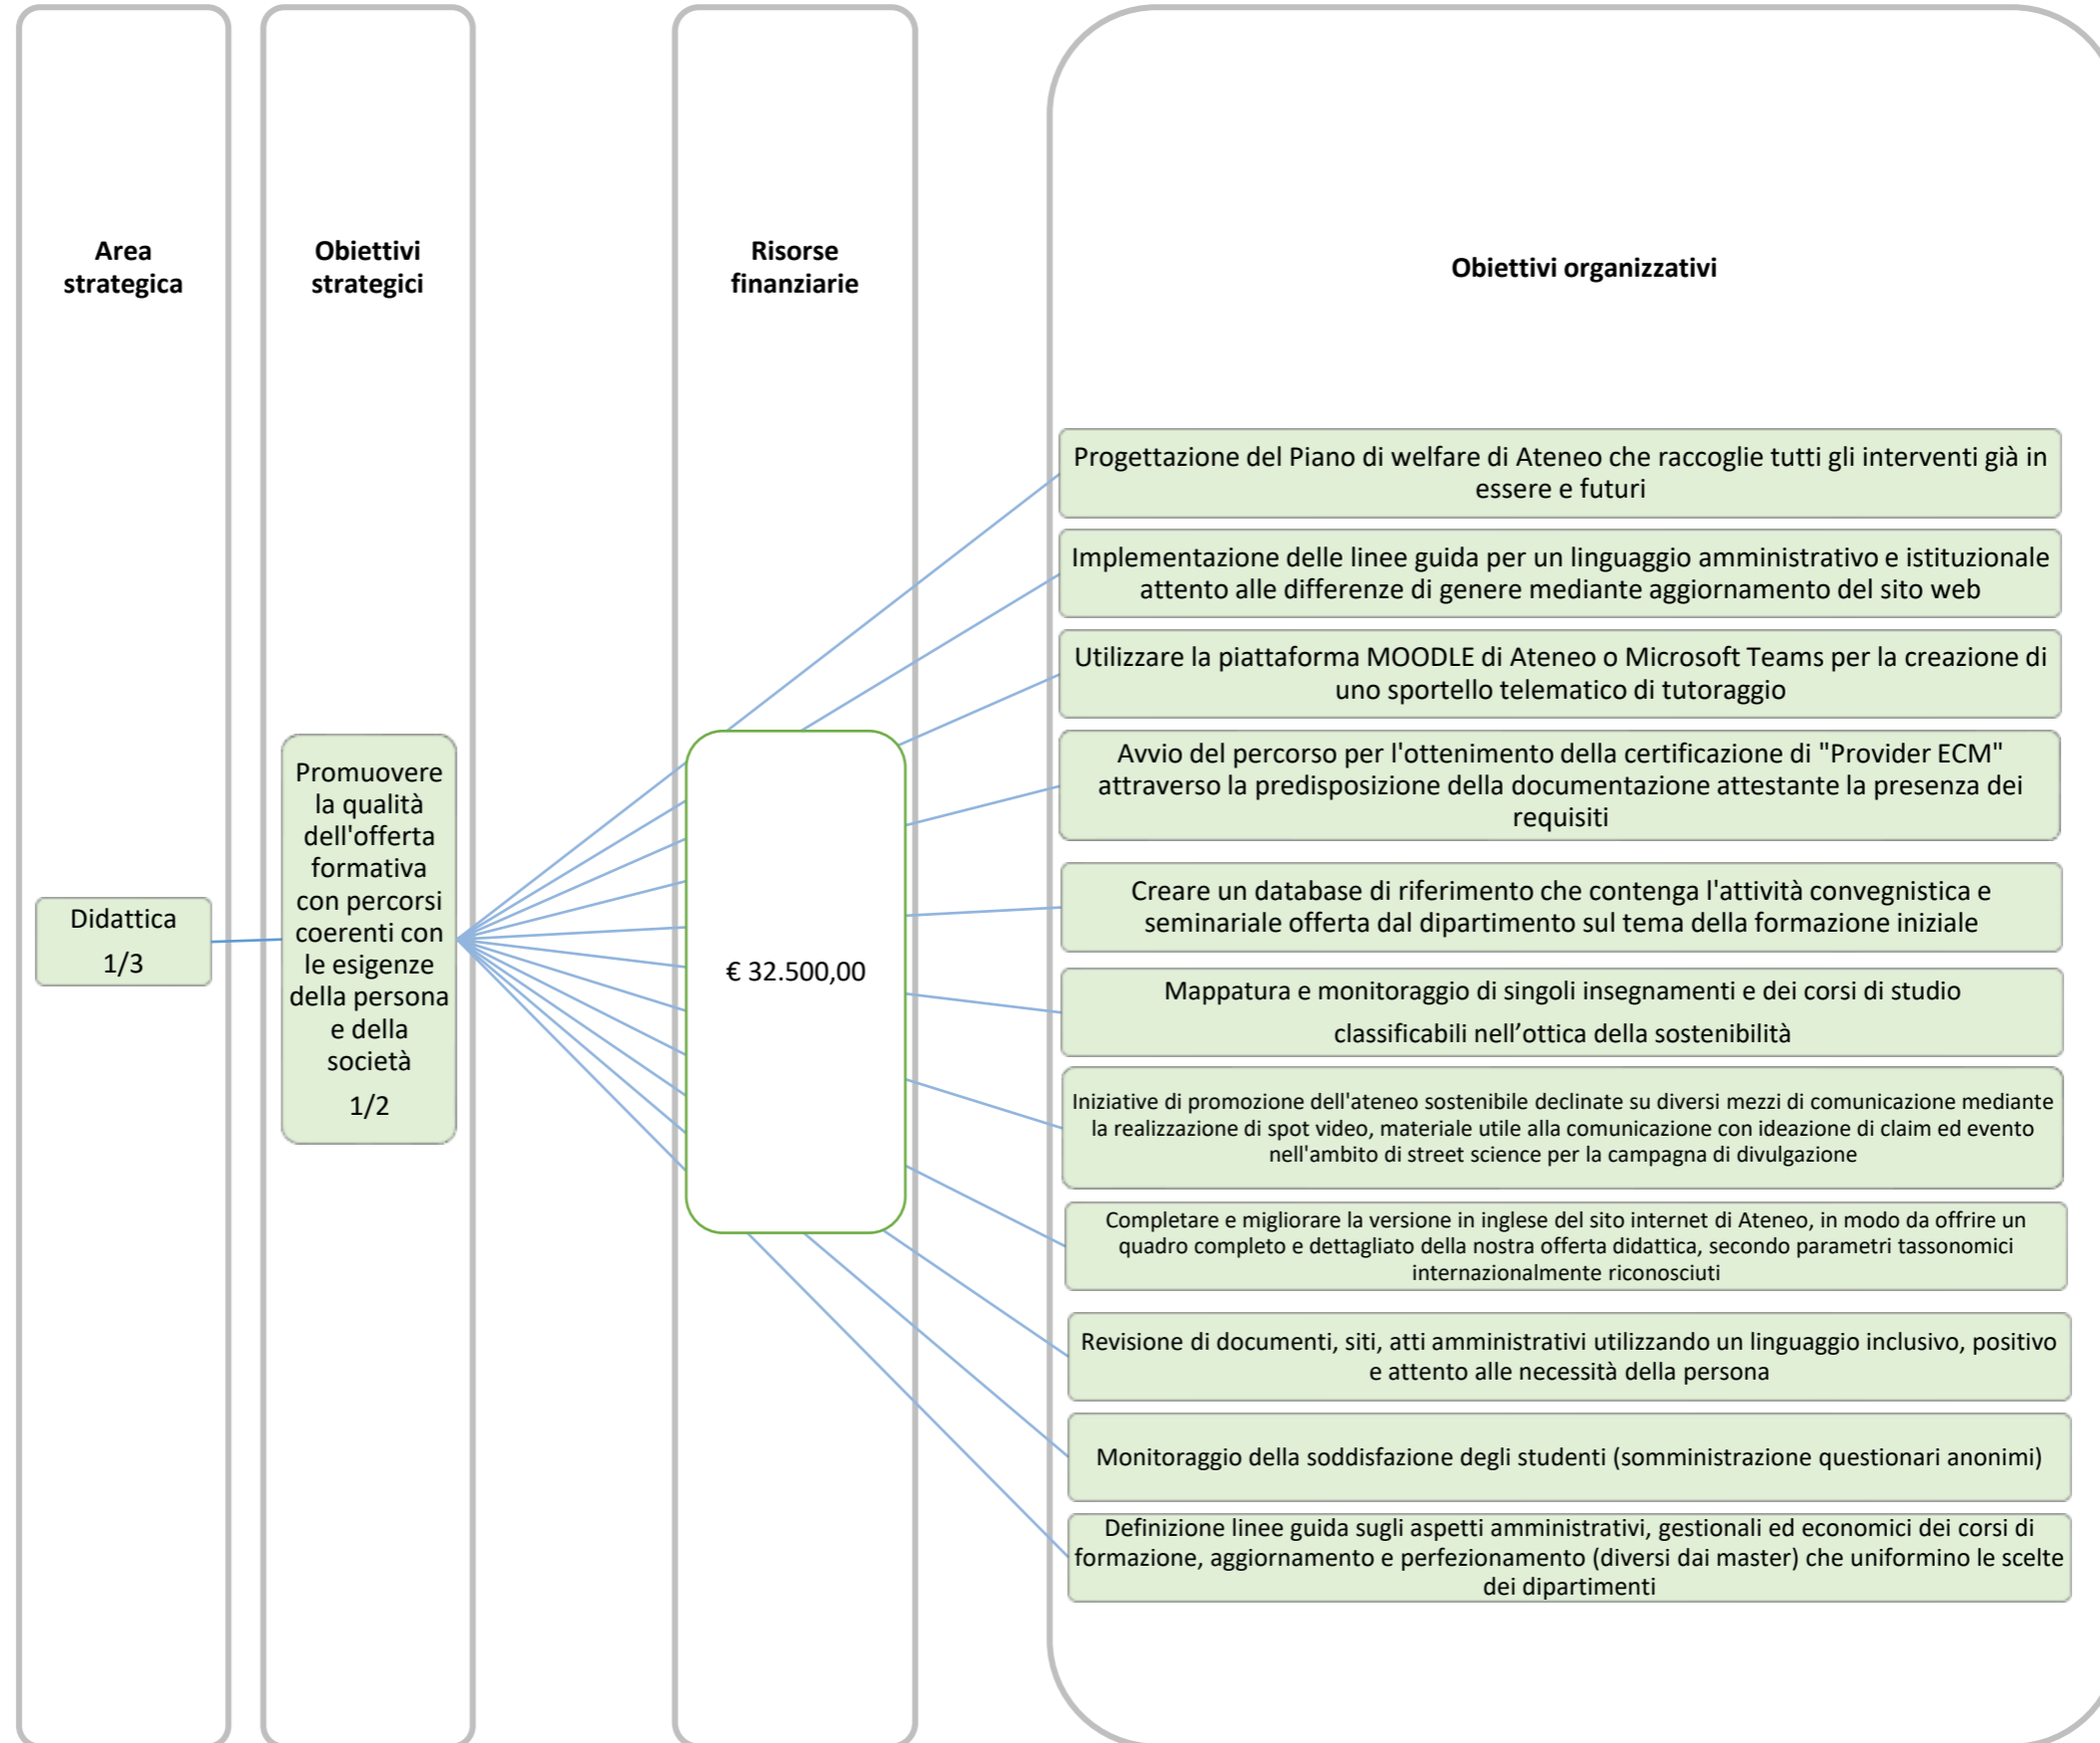 Area
strategica
Obiettivi
strategici
Risorse
finanziarie
Obiettivi organizzativi
Didattica
1/3
Promuovere
la qualità
dell'offerta
formativa
con percorsi
coerenti con
le esigenze
della persona
e della
società
1/2
€ 32.500,00
Progettazione del Piano di welfare di Ateneo che raccoglie tutti gli interventi già in
essere e futuri
Implementazione delle linee guida per un linguaggio amministrativo e istituzionale
attento alle differenze di genere mediante aggiornamento del sito web
Utilizzare la piattaforma MOODLE di Ateneo o Microsoft Teams per la creazione di
uno sportello telematico di tutoraggio
Avvio del percorso per l'ottenimento della certificazione di "Provider ECM"
attraverso la predisposizione della documentazione attestante la presenza dei
requisiti
Creare un database di riferimento che contenga l'attività convegnistica e
seminariale offerta dal dipartimento sul tema della formazione iniziale
Mappatura e monitoraggio di singoli insegnamenti e dei corsi di studio
classificabili nell’ottica della sostenibilità
Iniziative di promozione dell'ateneo sostenibile declinate su diversi mezzi di comunicazione mediante
la realizzazione di spot video, materiale utile alla comunicazione con ideazione di claim ed evento
nell'ambito di street science per la campagna di divulgazione
Completare e migliorare la versione in inglese del sito internet di Ateneo, in modo da offrire un
quadro completo e dettagliato della nostra offerta didattica, secondo parametri tassonomici
internazionalmente riconosciuti
Revisione di documenti, siti, atti amministrativi utilizzando un linguaggio inclusivo, positivo
e attento alle necessità della persona
Monitoraggio della soddisfazione degli studenti (somministrazione questionari anonimi)
Definizione linee guida sugli aspetti amministrativi, gestionali ed economici dei corsi di
formazione, aggiornamento e perfezionamento (diversi dai master) che uniformino le scelte
dei dipartimenti